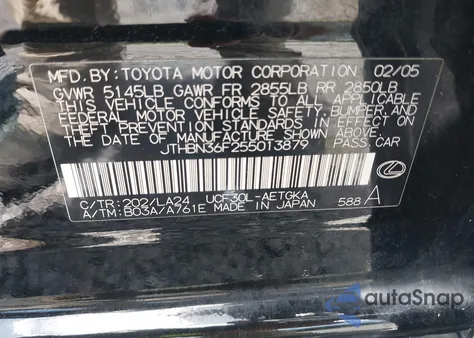 MFD. BY: TOYOTA MOTOR CORPORATION 02/05
GVWR 5145LB GAWR FR 2855LB RR 2850LB
THIS VEHICLE CONFORMS TO ALL APPLICABLE
FEDERAL MOTOR VEHICLE SAFETY, BUMPER, AND
THEFT PREVENTION STANDARDS IN EFFECT ON
THE DATE OF MANUFACTURE SHOWN ABOVE.
JTHBN36F2550T3879 PASS.CAR
C/TR: 202/LA24 UCF30L-AETGKA
A/TM: B03A/A761E MADE IN JAPAN 588 A
autoSnap